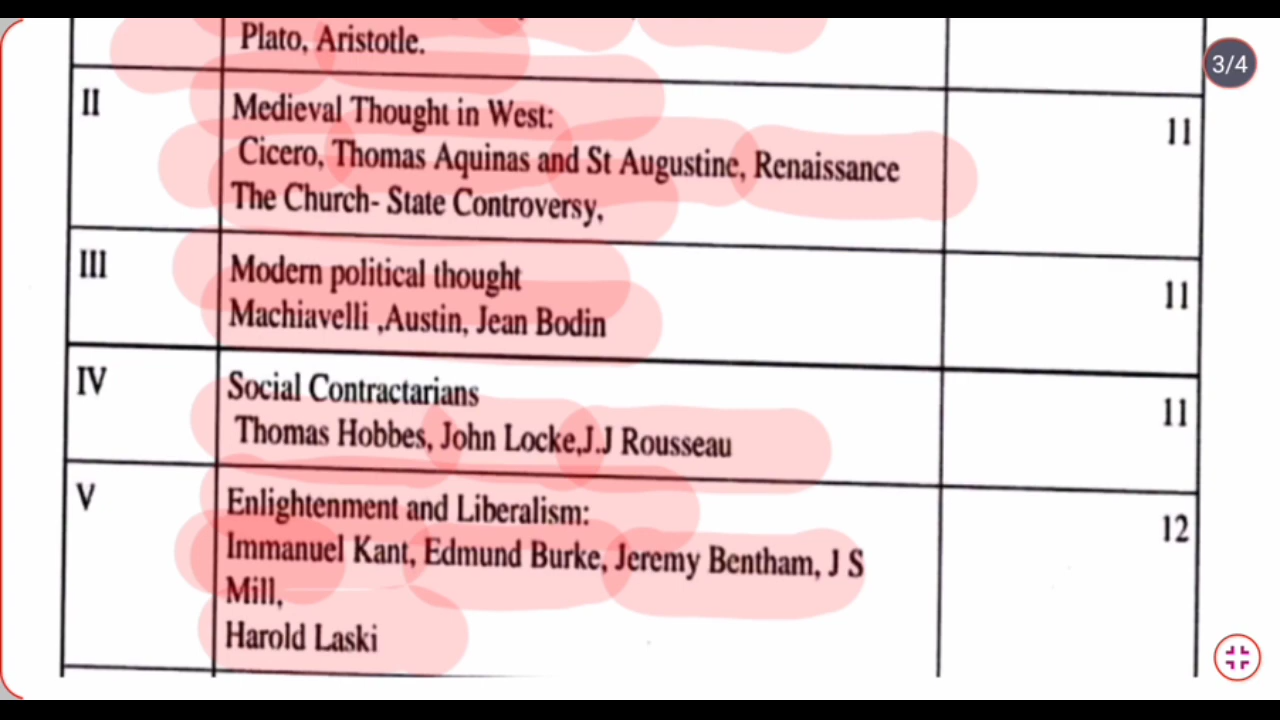 Plato, Aristotle.
II
Medieval Thought in West:
11
Cicero, Thomas Aquinas and St Augustine, Renaissance
The Church- State Controversy,
III
Modern political thought
11
Machiavelli ,Austin, Jean Bodin
IV
Social Contractarians
11
Thomas Hobbes, John Locke,J.J Rousseau
V
Enlightenment and Liberalism:
12
Immanuel Kant, Edmund Burke, Jeremy Bentham, J S
Mill,
Harold Laski
3/4